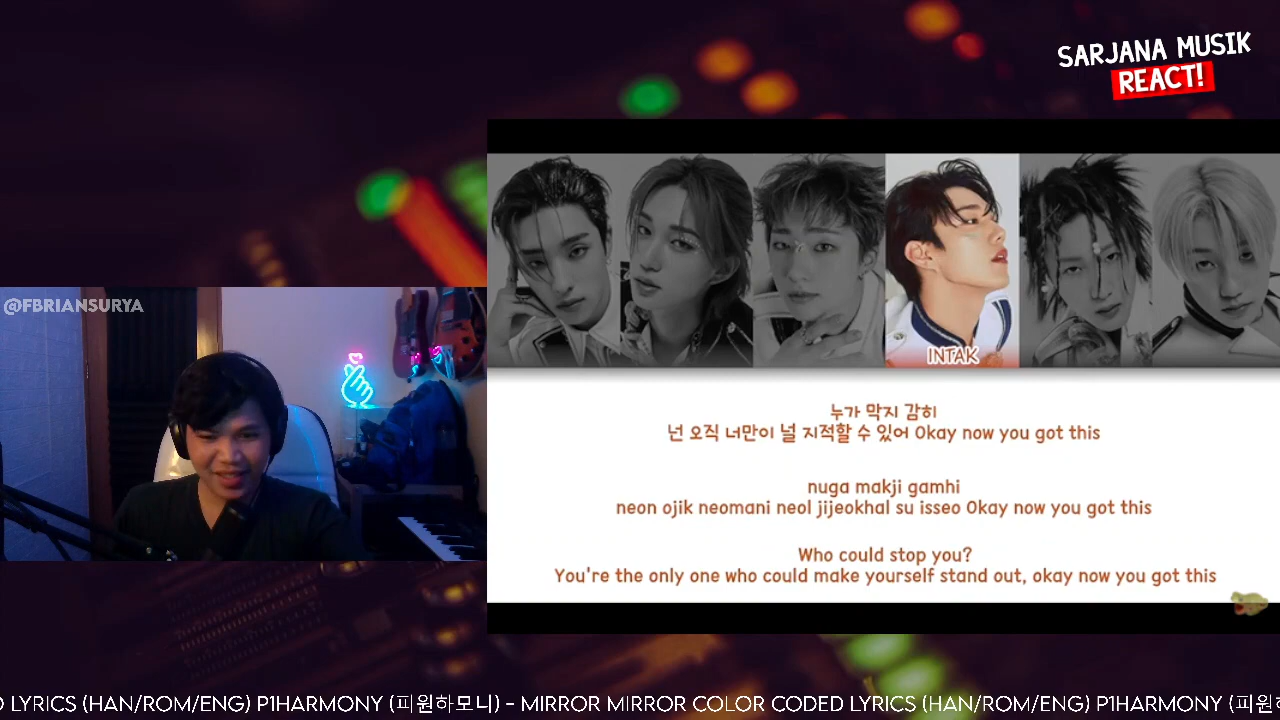 SARJANA MUSIK
REACT!
@FBRIANSURYA
INTAK
누가 막지 감히
넌 오직 너만이 널 지적할 수 있어 Okay now you got this
nuga makji gamhi
neon ojik neomani neol jijeokhal su isseo Okay now you got this
Who could stop you?
You're the only one who could make yourself stand out, okay now you got this
LYRICS (HAN/ROM/ENG) P1HARMONY (피원하모니) - MIRROR MIRROR COLOR CODED LYRICS (HAN/ROM/ENG) P1HARMONY (피원